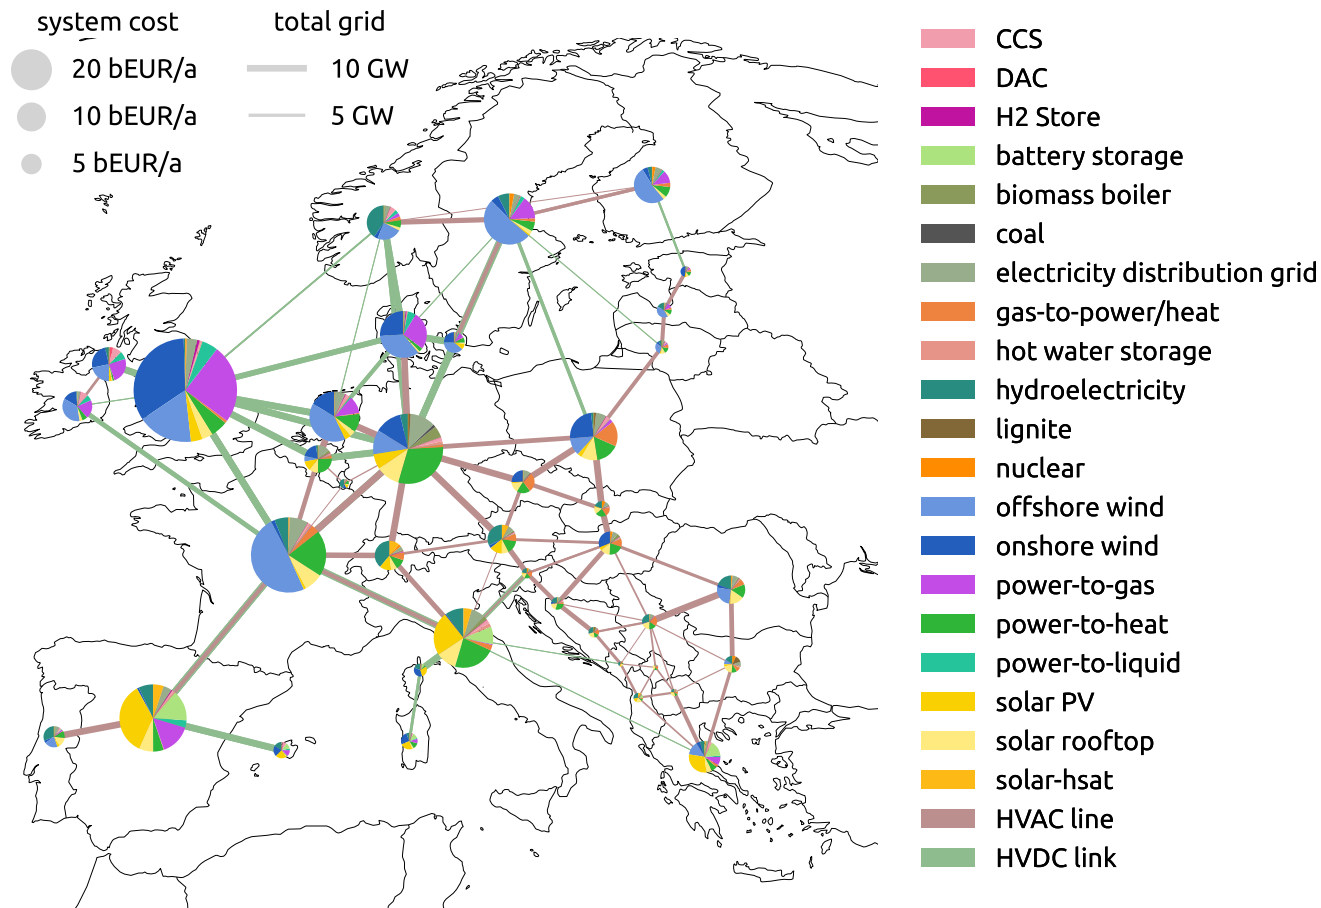 system cost
total grid
20 bEUR/a
10 GW
10 bEUR/a
5 GW
5 bEUR/a
CCS
DAC
H2 Store
battery storage
biomass boiler
coal
electricity distribution grid
gas-to-power/heat
hot water storage
hydroelectricity
lignite
nuclear
offshore wind
onshore wind
power-to-gas
power-to-heat
power-to-liquid
solar PV
solar rooftop
solar-hsat
HVAC line
HVDC link